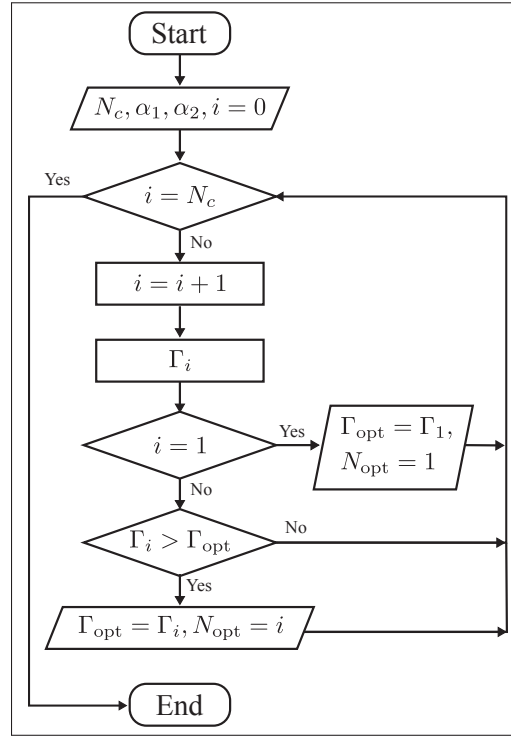 Start
N_c, α_1, α_2, i = 0
Yes
i = N_c
No
i = i + 1
Γ_i
i = 1
Yes
Γ_opt = Γ_1,
N_opt = 1
No
Γ_i > Γ_opt
No
Yes
Γ_opt = Γ_i, N_opt = i
End